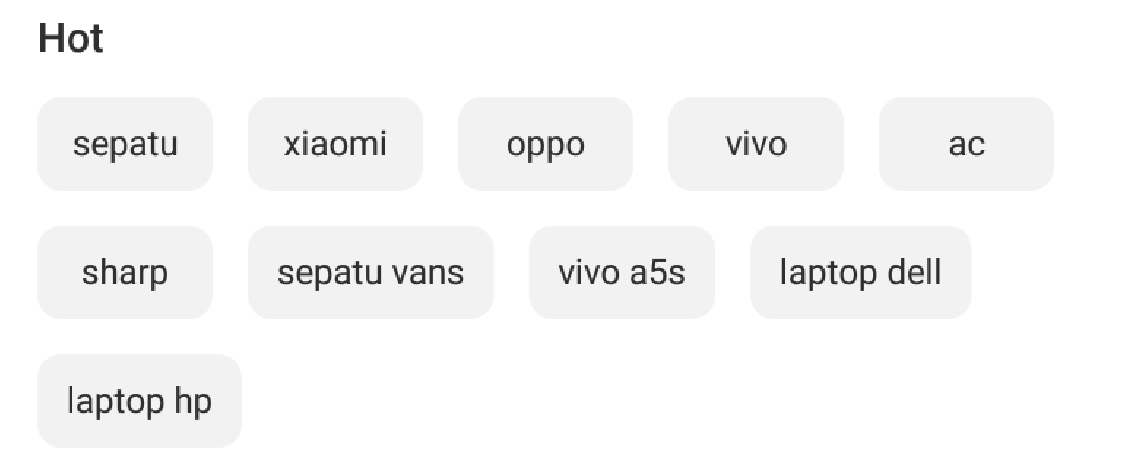 Hot
sepatu xiaomi oppo vivo ac
sharp sepatu vans vivo a5s laptop dell
laptop hp